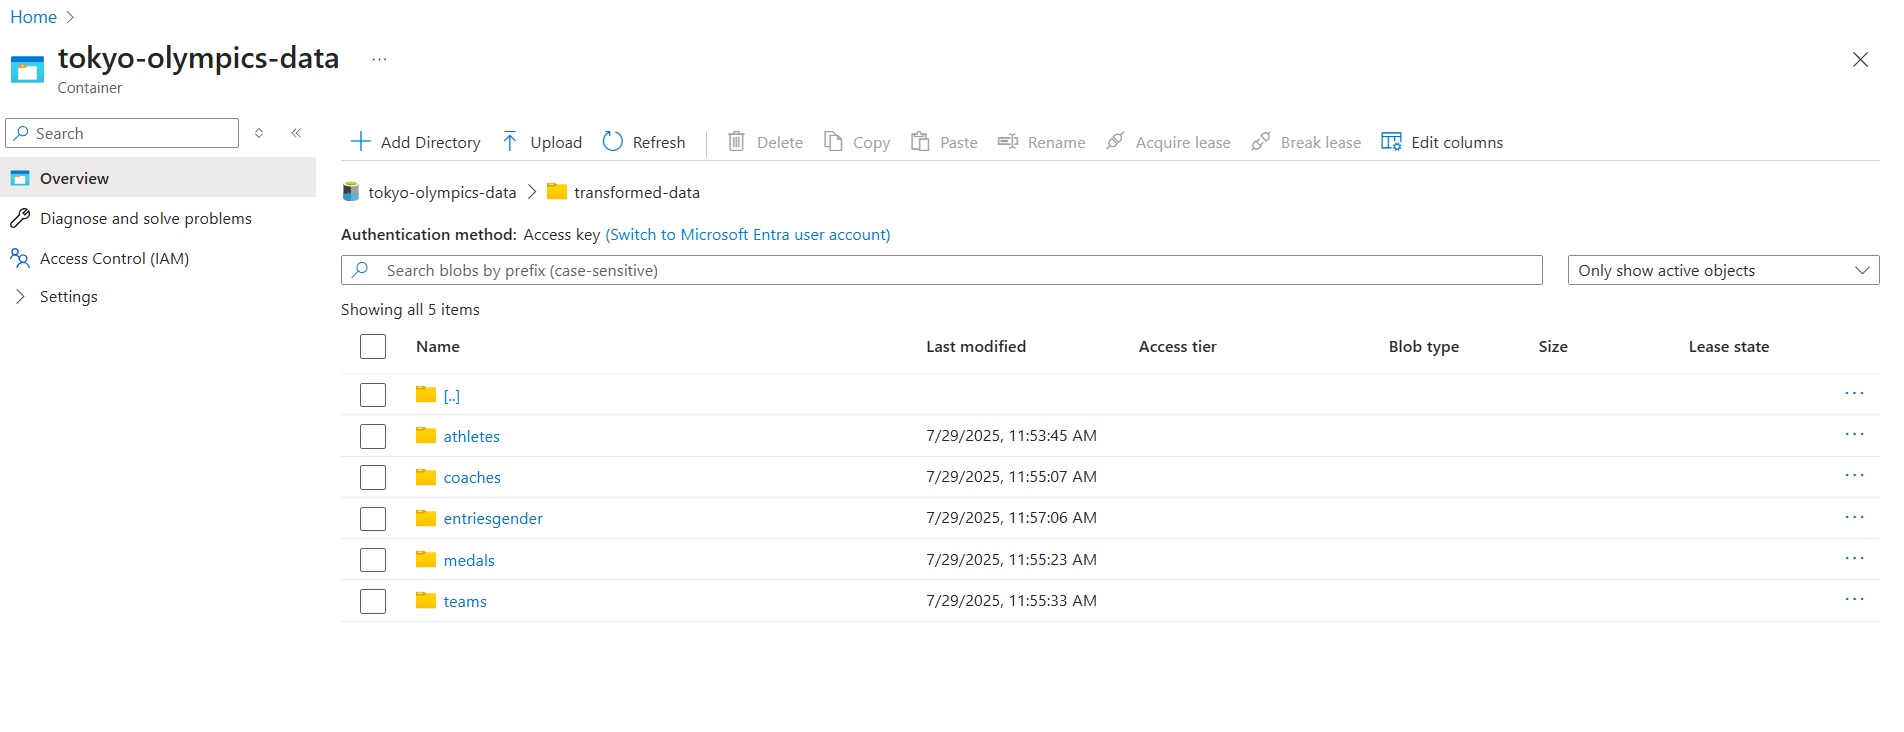 Home
tokyo-olympics-data ...
Container
Search
Add Directory Upload Refresh Delete Copy Paste Rename Acquire lease Break lease Edit columns
Overview
Diagnose and solve problems
Access Control (IAM)
Settings
tokyo-olympics-data > transformed-data
Authentication method: Access key (Switch to Microsoft Entra user account)
Search blobs by prefix (case-sensitive) Only show active objects
Showing all 5 items
Name Last modified Access tier Blob type Size Lease state
[..] ...
athletes 7/29/2025, 11:53:45 AM ...
coaches 7/29/2025, 11:55:07 AM ...
entriesgender 7/29/2025, 11:57:06 AM ...
medals 7/29/2025, 11:55:23 AM ...
teams 7/29/2025, 11:55:33 AM ...